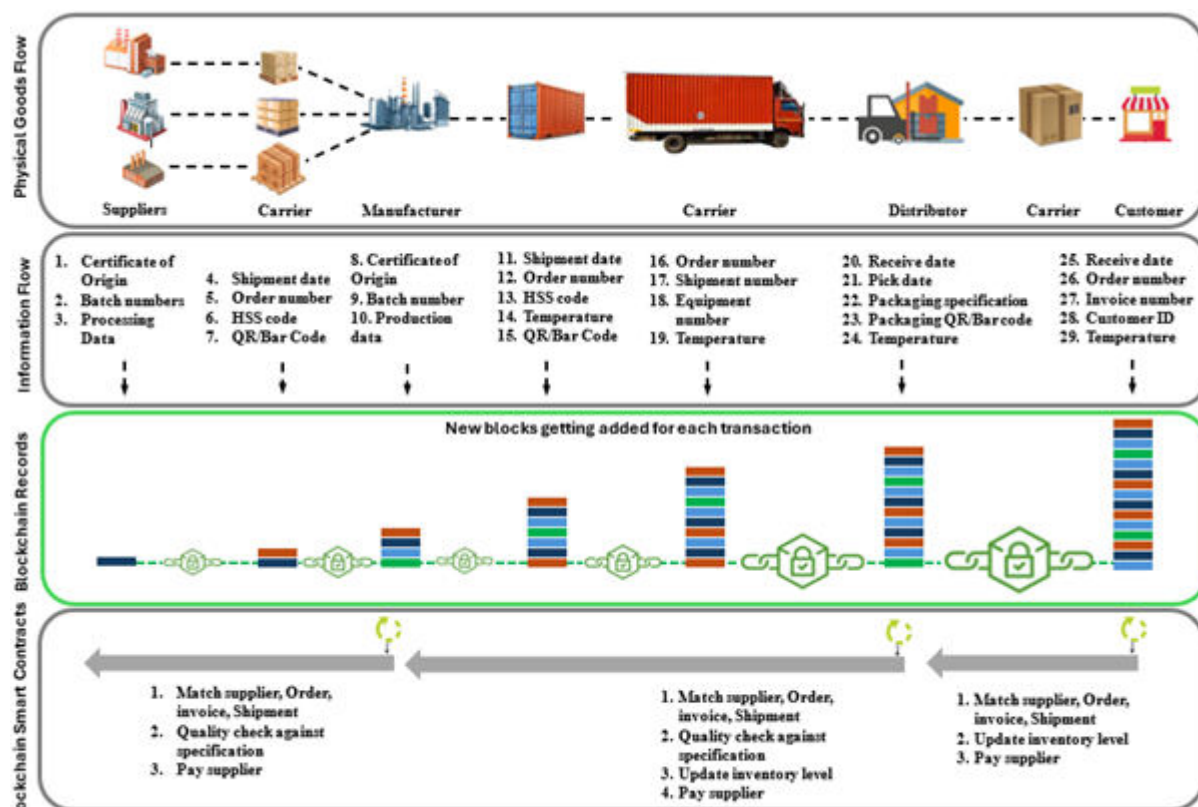 Physical Goods Flow
Suppliers
Carrier
Manufacturer
Carrier
Distributor
Carrier
Customer
Information Flow
1. Certificate of
Origin
2. Batch numbers
3. Processing
Data
4. Shipment date
5. Order number
6. HSS code
7. QR/Bar Code
8. Certificate of
Origin
9. Batch number
10. Production
data
11. Shipment date
12. Order number
13. HSS code
14. Temperature
15. QR/Bar Code
16. Order number
17. Shipment number
18. Equipment
number
19. Temperature
20. Receive date
21. Pick date
22. Packaging specification
23. Packaging QR/Bar code
24. Temperature
25. Receive date
26. Order number
27. Invoice number
28. Customer ID
29. Temperature
Blockchain Records
New blocks getting added for each transaction
ockchain Smart Contracts
1. Match supplier, Order,
invoice, Shipment
2. Quality check against
specification
3. Pay supplier
1. Match supplier, Order,
invoice, Shipment
2. Quality check against
specification
3. Update inventory level
4. Pay supplier
1. Match supplier, Order,
invoice, Shipment
2. Update inventory level
3. Pay supplier